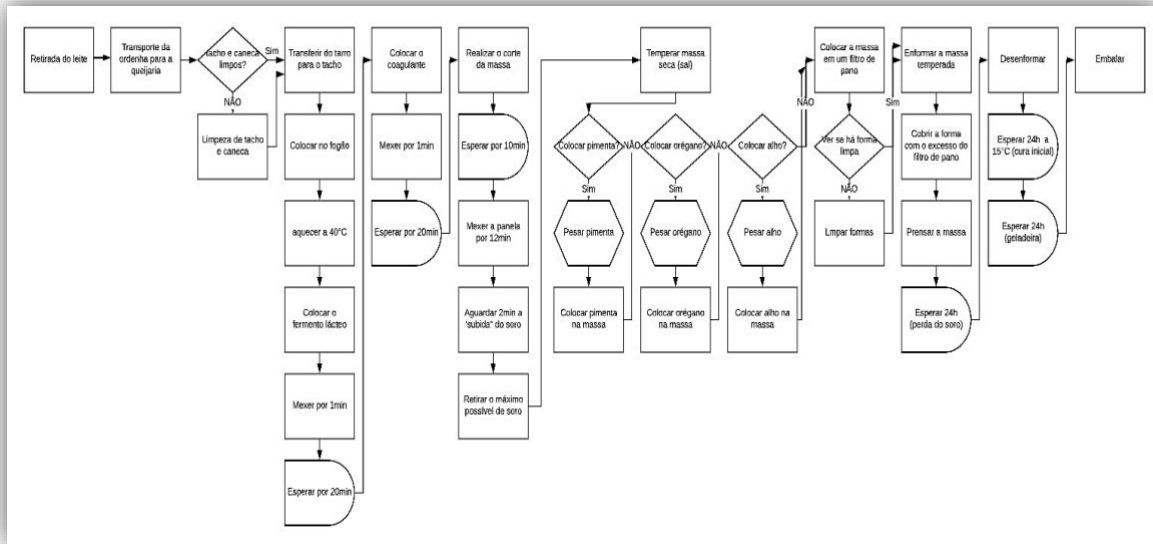 Retirada do leite
Transporte da
ordenha para a
queijaria
tacho e caneca
limpos?
Sim
NÃO
Limpeza de tacho
e caneca
Transferir do tarro
para o tacho
Colocar no fogão
aquecer a 40°C
Colocar o
fermento lácteo
Mexer por 1min
Esperar por 20min
Colocar o
coagulante
Mexer por 1min
Esperar por 20min
Realizar o corte
da massa
Esperar por 10min
Mexer a panela
por 12min
Aguardar 2min a
"subida" do soro
Retirar o máximo
possível de soro
Temperar massa
seca (sal)
Colocar pimenta?
NÃO
Sim
Pesar pimenta
Colocar pimenta
na massa
Colocar orégano?
NÃO
Sim
Pesar orégano
Colocar orégano
na massa
Colocar alho?
NÃO
Sim
Pesar alho
Colocar alho na
massa
Colocar a massa
em um filtro de
pano
Ver se há forma
limpa
Sim
NÃO
Lmpar formas
Enformar a massa
temperada
Cobrir a forma
com o excesso do
filtro de pano
Prensar a massa
Esperar 24h
(perda do soro)
Desenformar
Esperar 24h a
15°C (cura inicial)
Esperar 24h
(geladeira)
Embalar